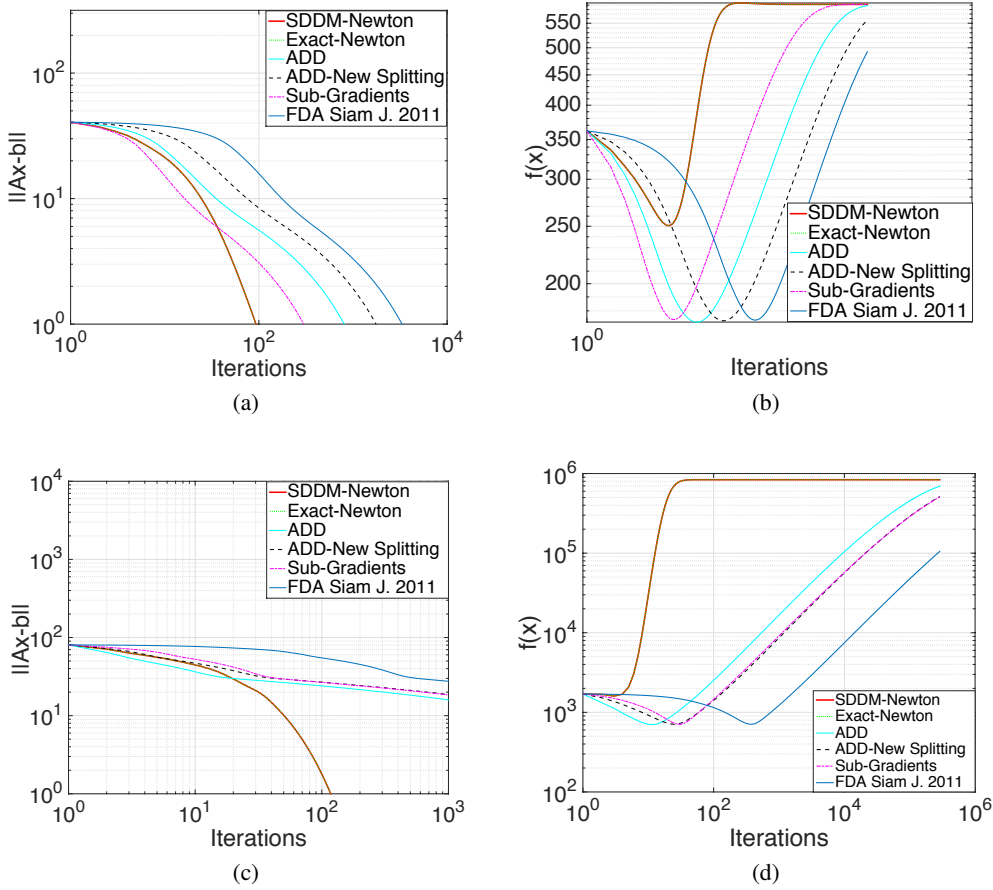 ||Ax-b||
10^2
10^1
10^0
SDDM-Newton
Exact-Newton
ADD
ADD-New Splitting
Sub-Gradients
FDA Siam J. 2011
10^0
10^2
10^4
Iterations
(a)
f(x)
550
500
450
400
350
300
250
200
SDDM-Newton
Exact-Newton
ADD
ADD-New Splitting
Sub-Gradients
FDA Siam J. 2011
10^0
Iterations
(b)
||Ax-b||
10^4
10^3
10^2
10^1
10^0
SDDM-Newton
Exact-Newton
ADD
ADD-New Splitting
Sub-Gradients
FDA Siam J. 2011
10^0
10^1
10^2
10^3
Iterations
(c)
f(x)
10^6
10^5
10^4
10^3
10^2
SDDM-Newton
Exact-Newton
ADD
ADD-New Splitting
Sub-Gradients
FDA Siam J. 2011
10^0
10^2
10^4
10^6
Iterations
(d)